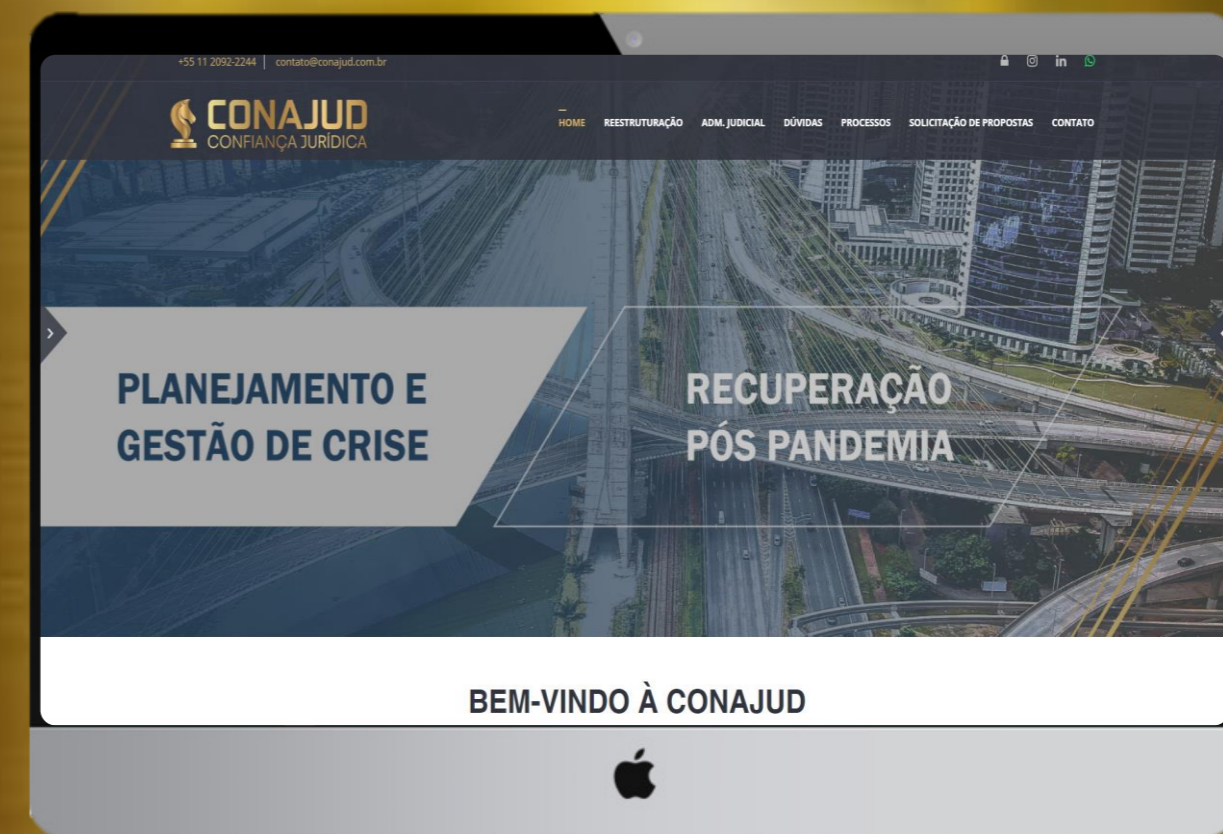 +55 11 2092-2244 | contato@conajud.com.br
CONAJUD
CONFIANÇA JURÍDICA
HOME REESTRUTURAÇÃO ADM. JUDICIAL DÚVIDAS PROCESSOS SOLICITAÇÃO DE PROPOSTAS CONTATO
PLANEJAMENTO E
GESTÃO DE CRISE
RECUPERAÇÃO
PÓS PANDEMIA
BEM-VINDO À CONAJUD